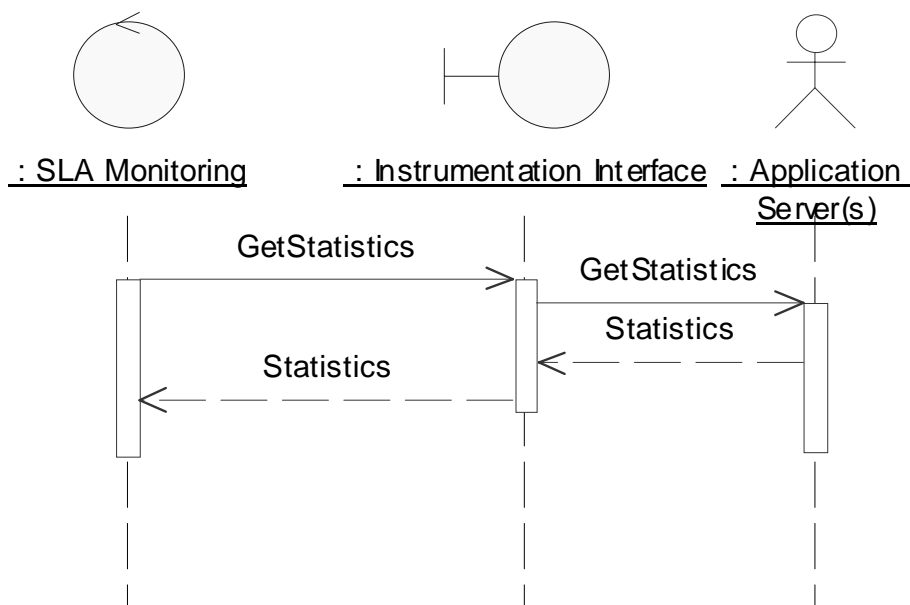 : SLA Monitoring
: Instrumentation Interface
: Application
Server(s)
GetStatistics
GetStatistics
Statistics
Statistics